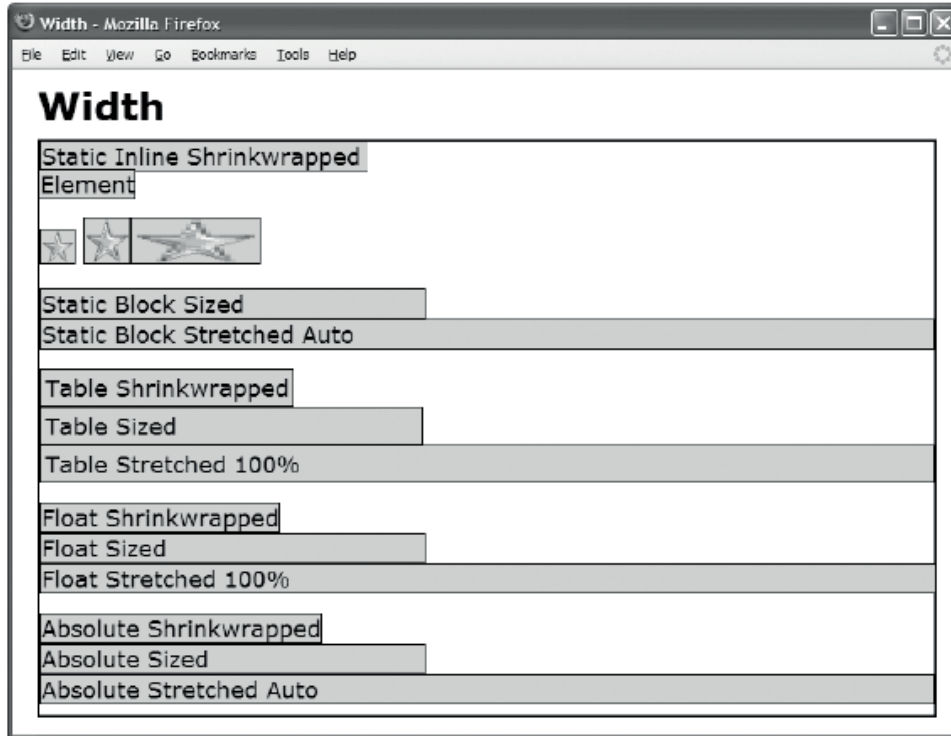 Width - Mozilla Firefox
File Edit View Go Bookmarks Tools Help
Width
Static Inline Shrinkwrapped
Element
Static Block Sized
Static Block Stretched Auto
Table Shrinkwrapped
Table Sized
Table Stretched 100%
Float Shrinkwrapped
Float Sized
Float Stretched 100%
Absolute Shrinkwrapped
Absolute Sized
Absolute Stretched Auto